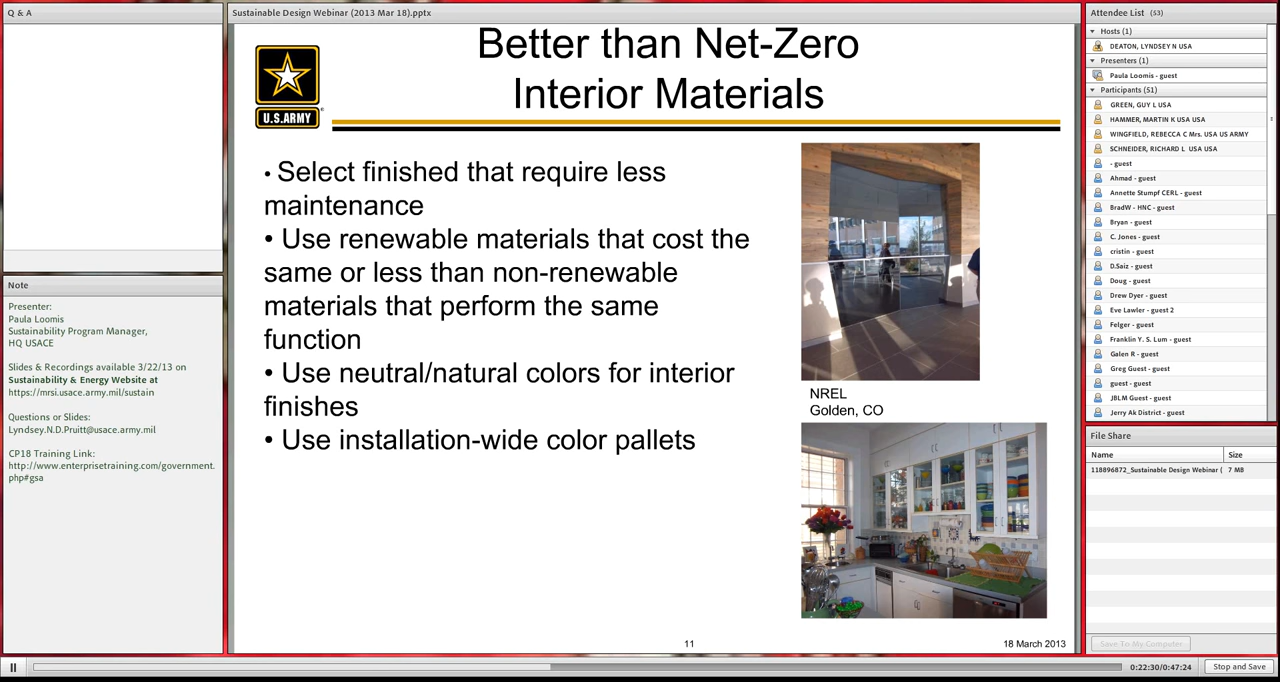 Q & A
Note
Presenter:
Paula Loomis
Sustainability Program Manager,
HQ USACE
Slides & Recordings available 3/22/13 on
Sustainability & Energy Website at
https://mrsi.usace.army.mil/sustain
Questions or Slides:
Lyndsey.N.D.Pruitt@usace.army.mil
CP18 Training Link:
http://www.enterprisetraining.com/government.
php#gsa
Sustainable Design Webinar (2013 Mar 18).pptx
U.S.ARMY
Better than Net-Zero
Interior Materials
• Select finished that require less
maintenance
• Use renewable materials that cost the
same or less than non-renewable
materials that perform the same
function
• Use neutral/natural colors for interior
finishes
• Use installation-wide color pallets
NREL
Golden, CO
11
18 March 2013
Attendee List (53)
Hosts (1)
DEATON, LYNDSEY N USA
Presenters (1)
Paula Loomis - guest
Participants (51)
GREEN, GUY L USA
HAMMER, MARTIN K USA USA
WINGFIELD, REBECCA C Mrs. USA US ARMY
SCHNEIDER, RICHARD L USA USA
- guest
Ahmad - guest
Annette Stumpf CERL - guest
BradW - HNC - guest
Bryan - guest
C. Jones - guest
cristin - guest
D.Saiz - guest
Doug - guest
Drew Dyer - guest
Eve Lawler - guest 2
Felger - guest
Franklin Y. S. Lum - guest
Galen R - guest
Greg Guest - guest
guest - guest
JBLM Guest - guest
Jerry Ak District - guest
File Share
Name Size
118896872_Sustainable Design Webinar ( 7 MB
Save To My Computer
0:22:30/0:47:24
Stop and Save